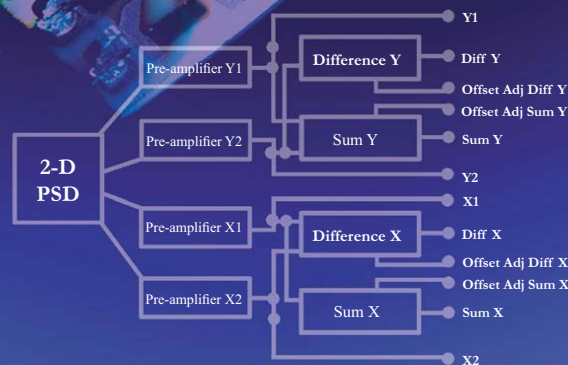 Y1
Pre-amplifier Y1
Difference Y
Diff Y
Offset Adj Diff Y
Offset Adj Sum Y
Pre-amplifier Y2
Sum Y
Sum Y
2-D
PSD
Y2
X1
Pre-amplifier X1
Difference X
Diff X
Offset Adj Diff X
Offset Adj Sum X
Pre-amplifier X2
Sum X
Sum X
X2